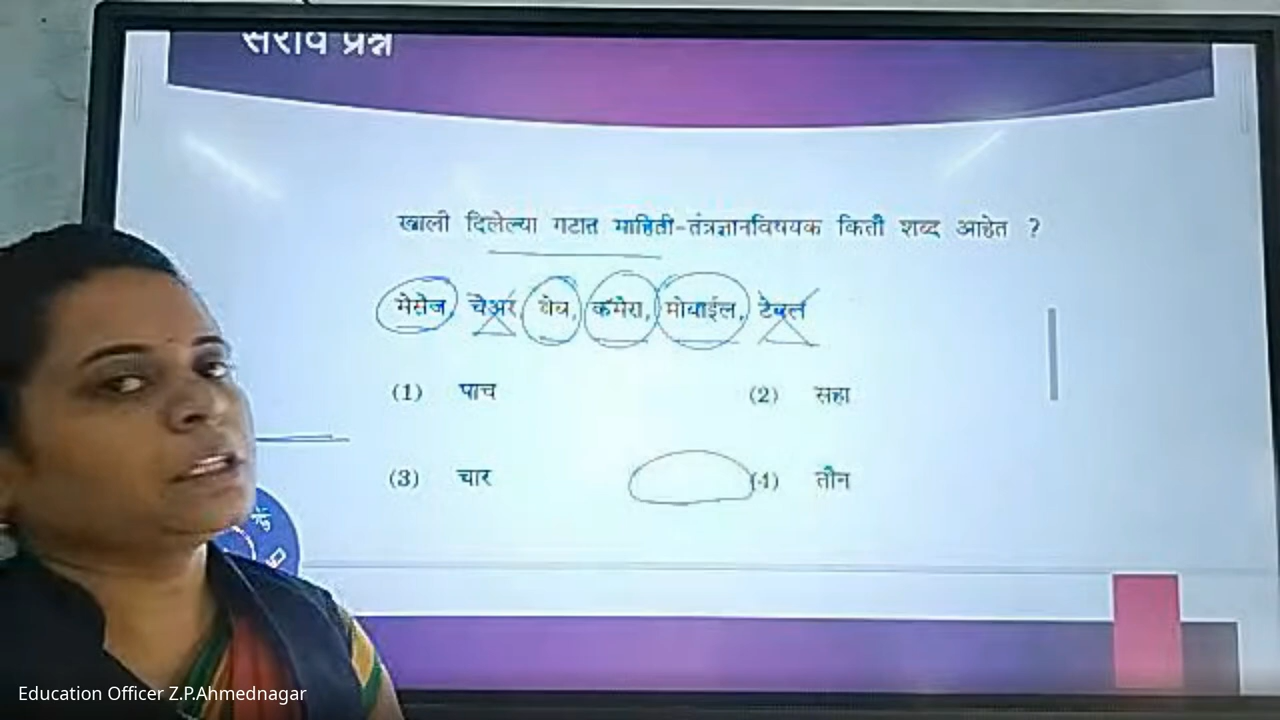 सराव प्रश्न
खाली दिलेल्या गटात माहिती-तंत्रज्ञानविषयक किती शब्द आहेत ?
मेसेज, चेअर, वेब, कॅमेरा, मोबाईल, टेबल
(1) पाच (2) सहा
(3) चार (4) तीन
Education Officer Z.P.Ahmednagar